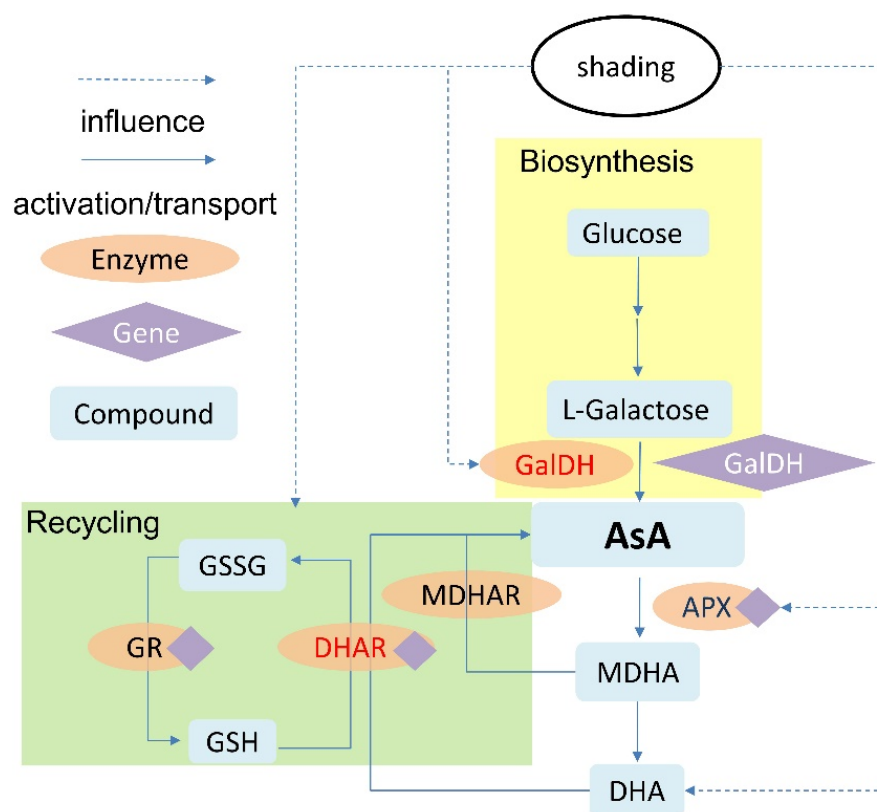 shading
influence
activation/transport
Enzyme
Gene
Compound
Biosynthesis
Glucose
L-Galactose
GalDH
GalDH
Recycling
AsA
GSSG
MDHAR
APX
GR
DHAR
MDHA
GSH
DHA